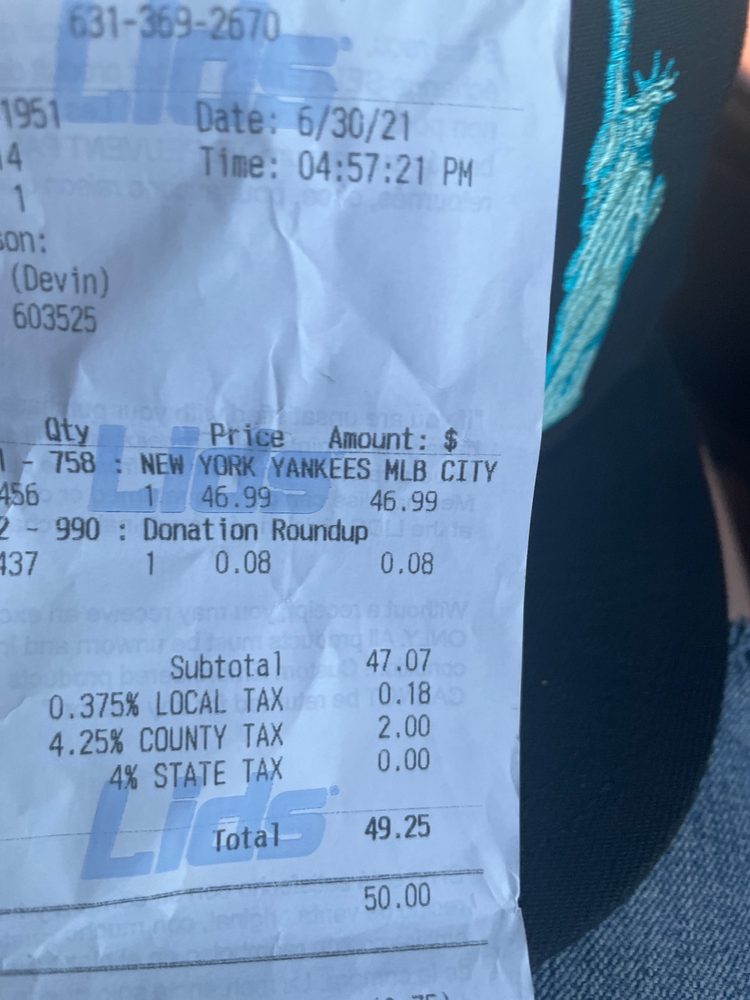 631-369-2670
1951 Date: 6/30/21
14 Time: 04:57:21 PM
1
son:
(Devin)
603525
Qty Price Amount: $
1 - 758 : NEW YORK YANKEES MLB CITY
456 1 46.99 46.99
2 - 990 : Donation Roundup
437 1 0.08 0.08
Subtotal 47.07
0.375% LOCAL TAX 0.18
4.25% COUNTY TAX 2.00
4% STATE TAX 0.00
Total 49.25
50.00
Lids
Lids
Lids